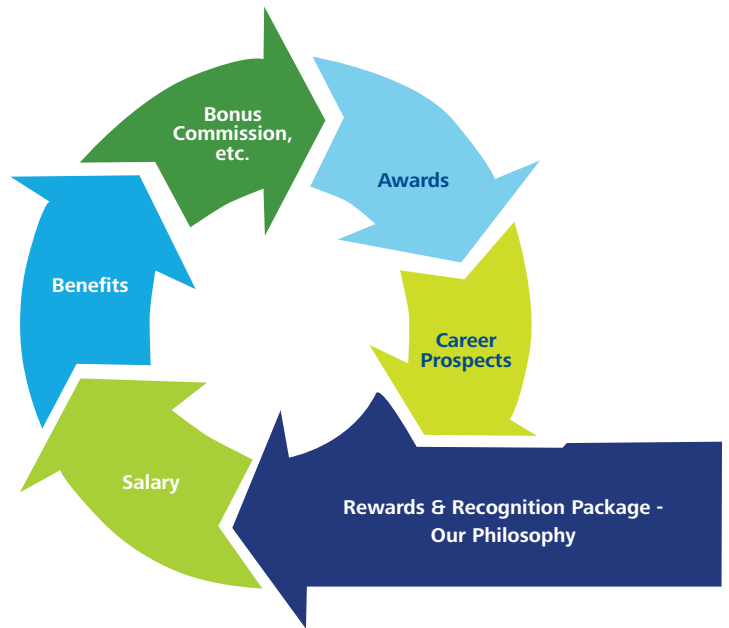 Bonus
Commission,
etc.
Awards
Benefits
Career
Prospects
Salary
Rewards & Recognition Package -
Our Philosophy